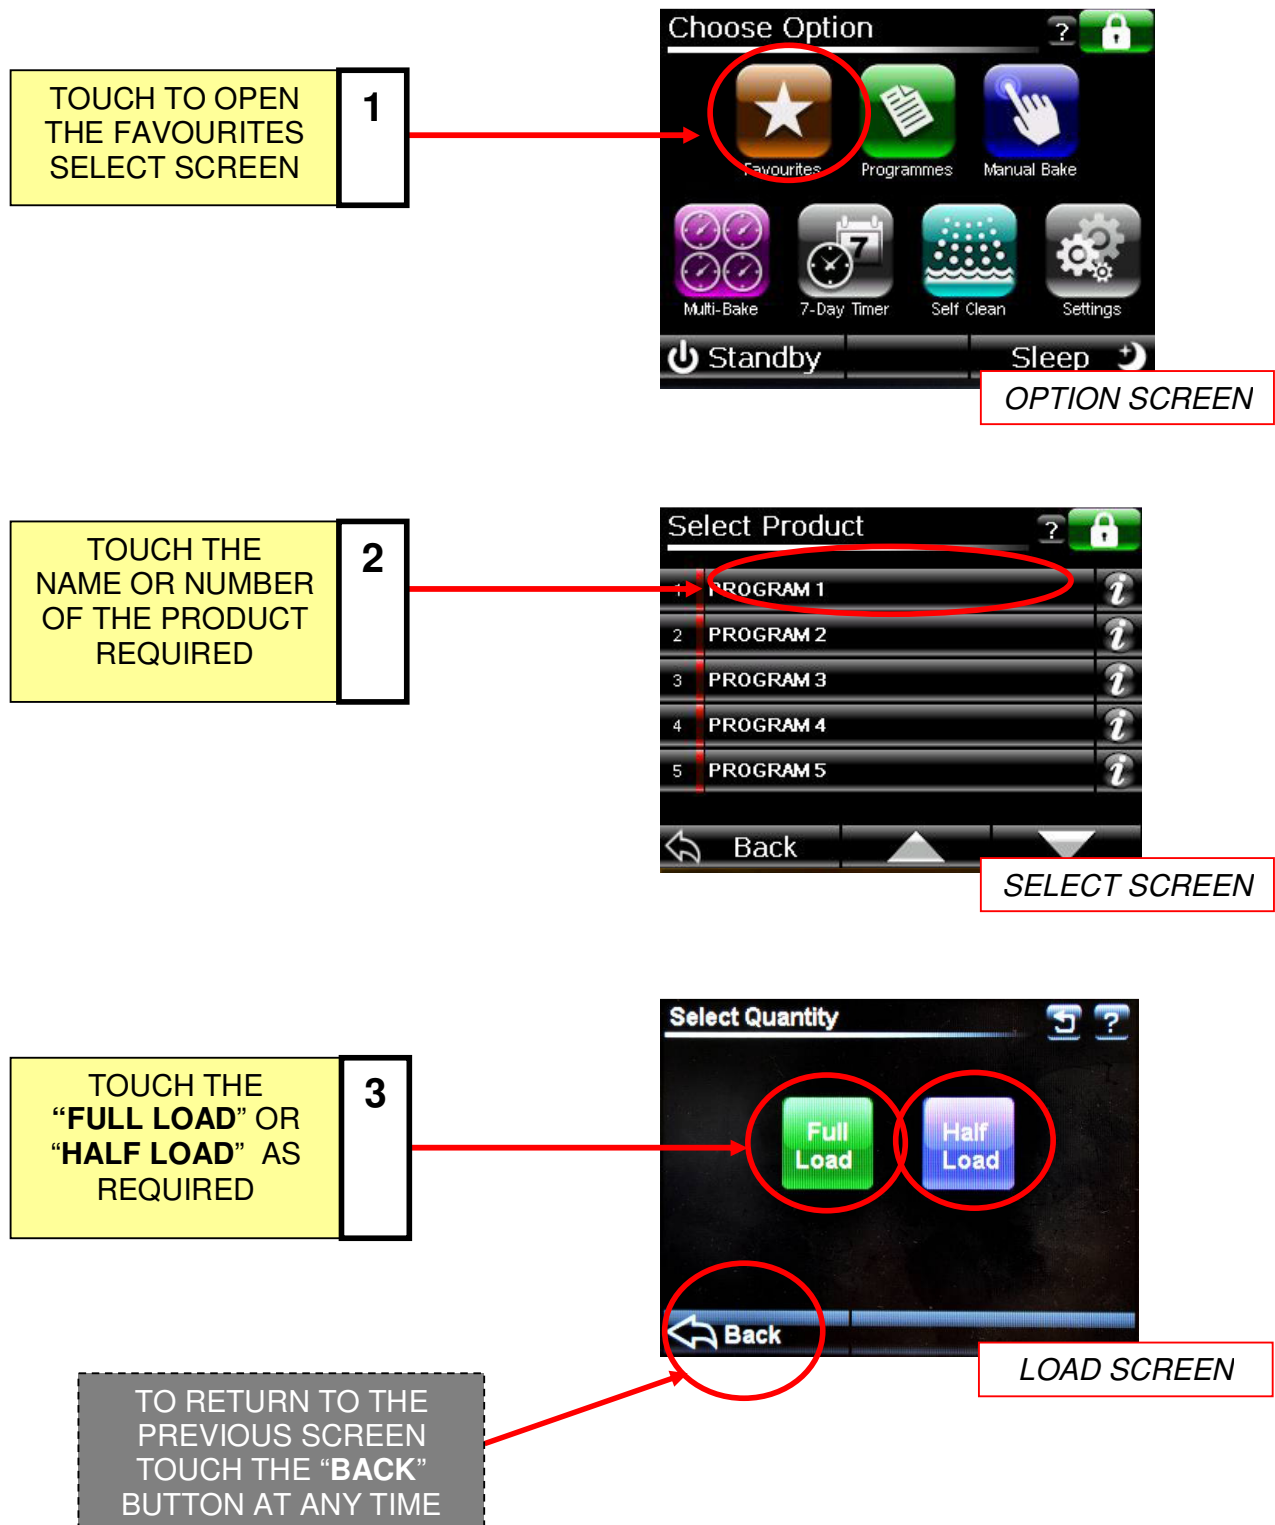 Choose Option
?
TOUCH TO OPEN
THE FAVOURITES
SELECT SCREEN
1
Favourites
Programmes
Manual Bake
7
Multi-Bake
7-Day Timer
Self Clean
Settings
Standby
Sleep
OPTION SCREEN
Select Product
?
TOUCH THE
NAME OR NUMBER
OF THE PRODUCT
REQUIRED
2
1 PROGRAM 1 i
2 PROGRAM 2 i
3 PROGRAM 3 i
4 PROGRAM 4 i
5 PROGRAM 5 i
Back
SELECT SCREEN
Select Quantity
?
TOUCH THE
“FULL LOAD” OR
“HALF LOAD” AS
REQUIRED
3
Full
Load
Half
Load
Back
LOAD SCREEN
TO RETURN TO THE
PREVIOUS SCREEN
TOUCH THE “BACK”
BUTTON AT ANY TIME